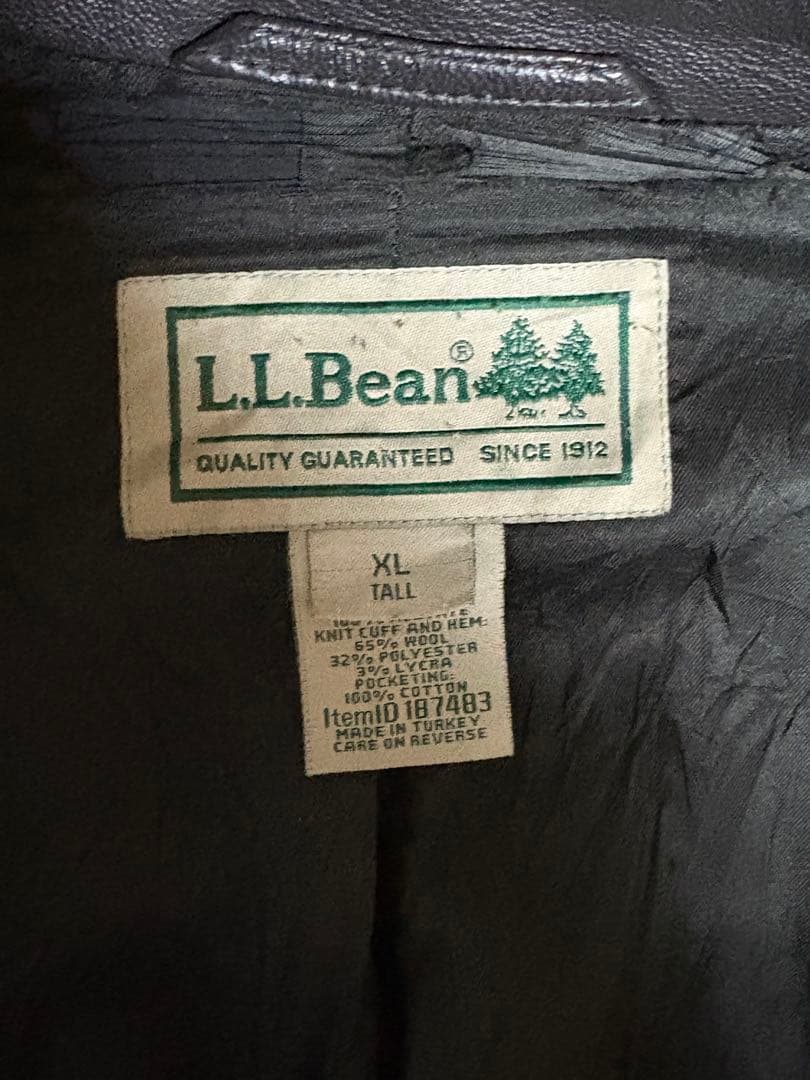 L.L.Bean®
QUALITY GUARANTEED SINCE 1912
XL
TALL
KNIT CUFF AND HEM:
65% WOOL
32% POLYESTER
3% LYCRA
POCKETING:
100% COTTON
ItemID 187483
MADE IN TURKEY
CARE ON REVERSE